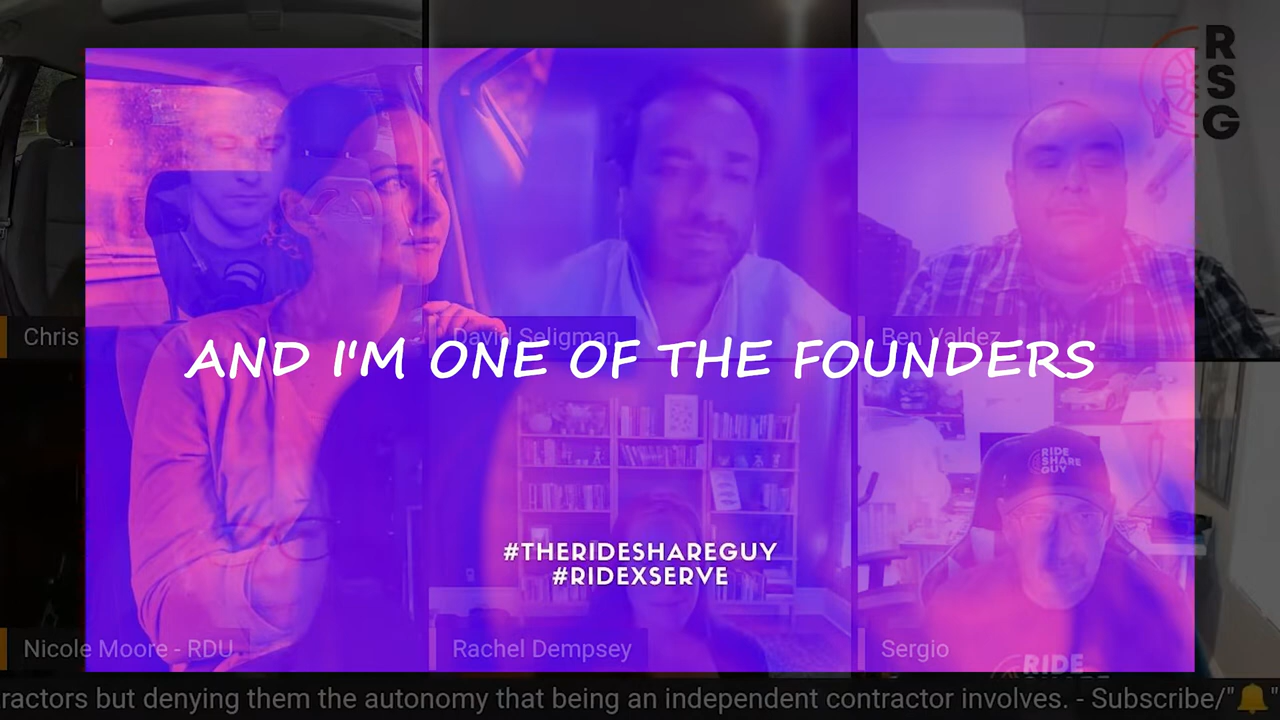 R
S
G
Chris
David Seligman
Ben Valdez
AND I'M ONE OF THE FOUNDERS
RIDE
SHARE
GUY
#THERIDESHAREGUY
#RIDEXSERVE
Nicole Moore - RDU
Rachel Dempsey
Sergio
RIDE
ractors but denying them the autonomy that being an independent contractor involves. - Subscribe/"🔔"